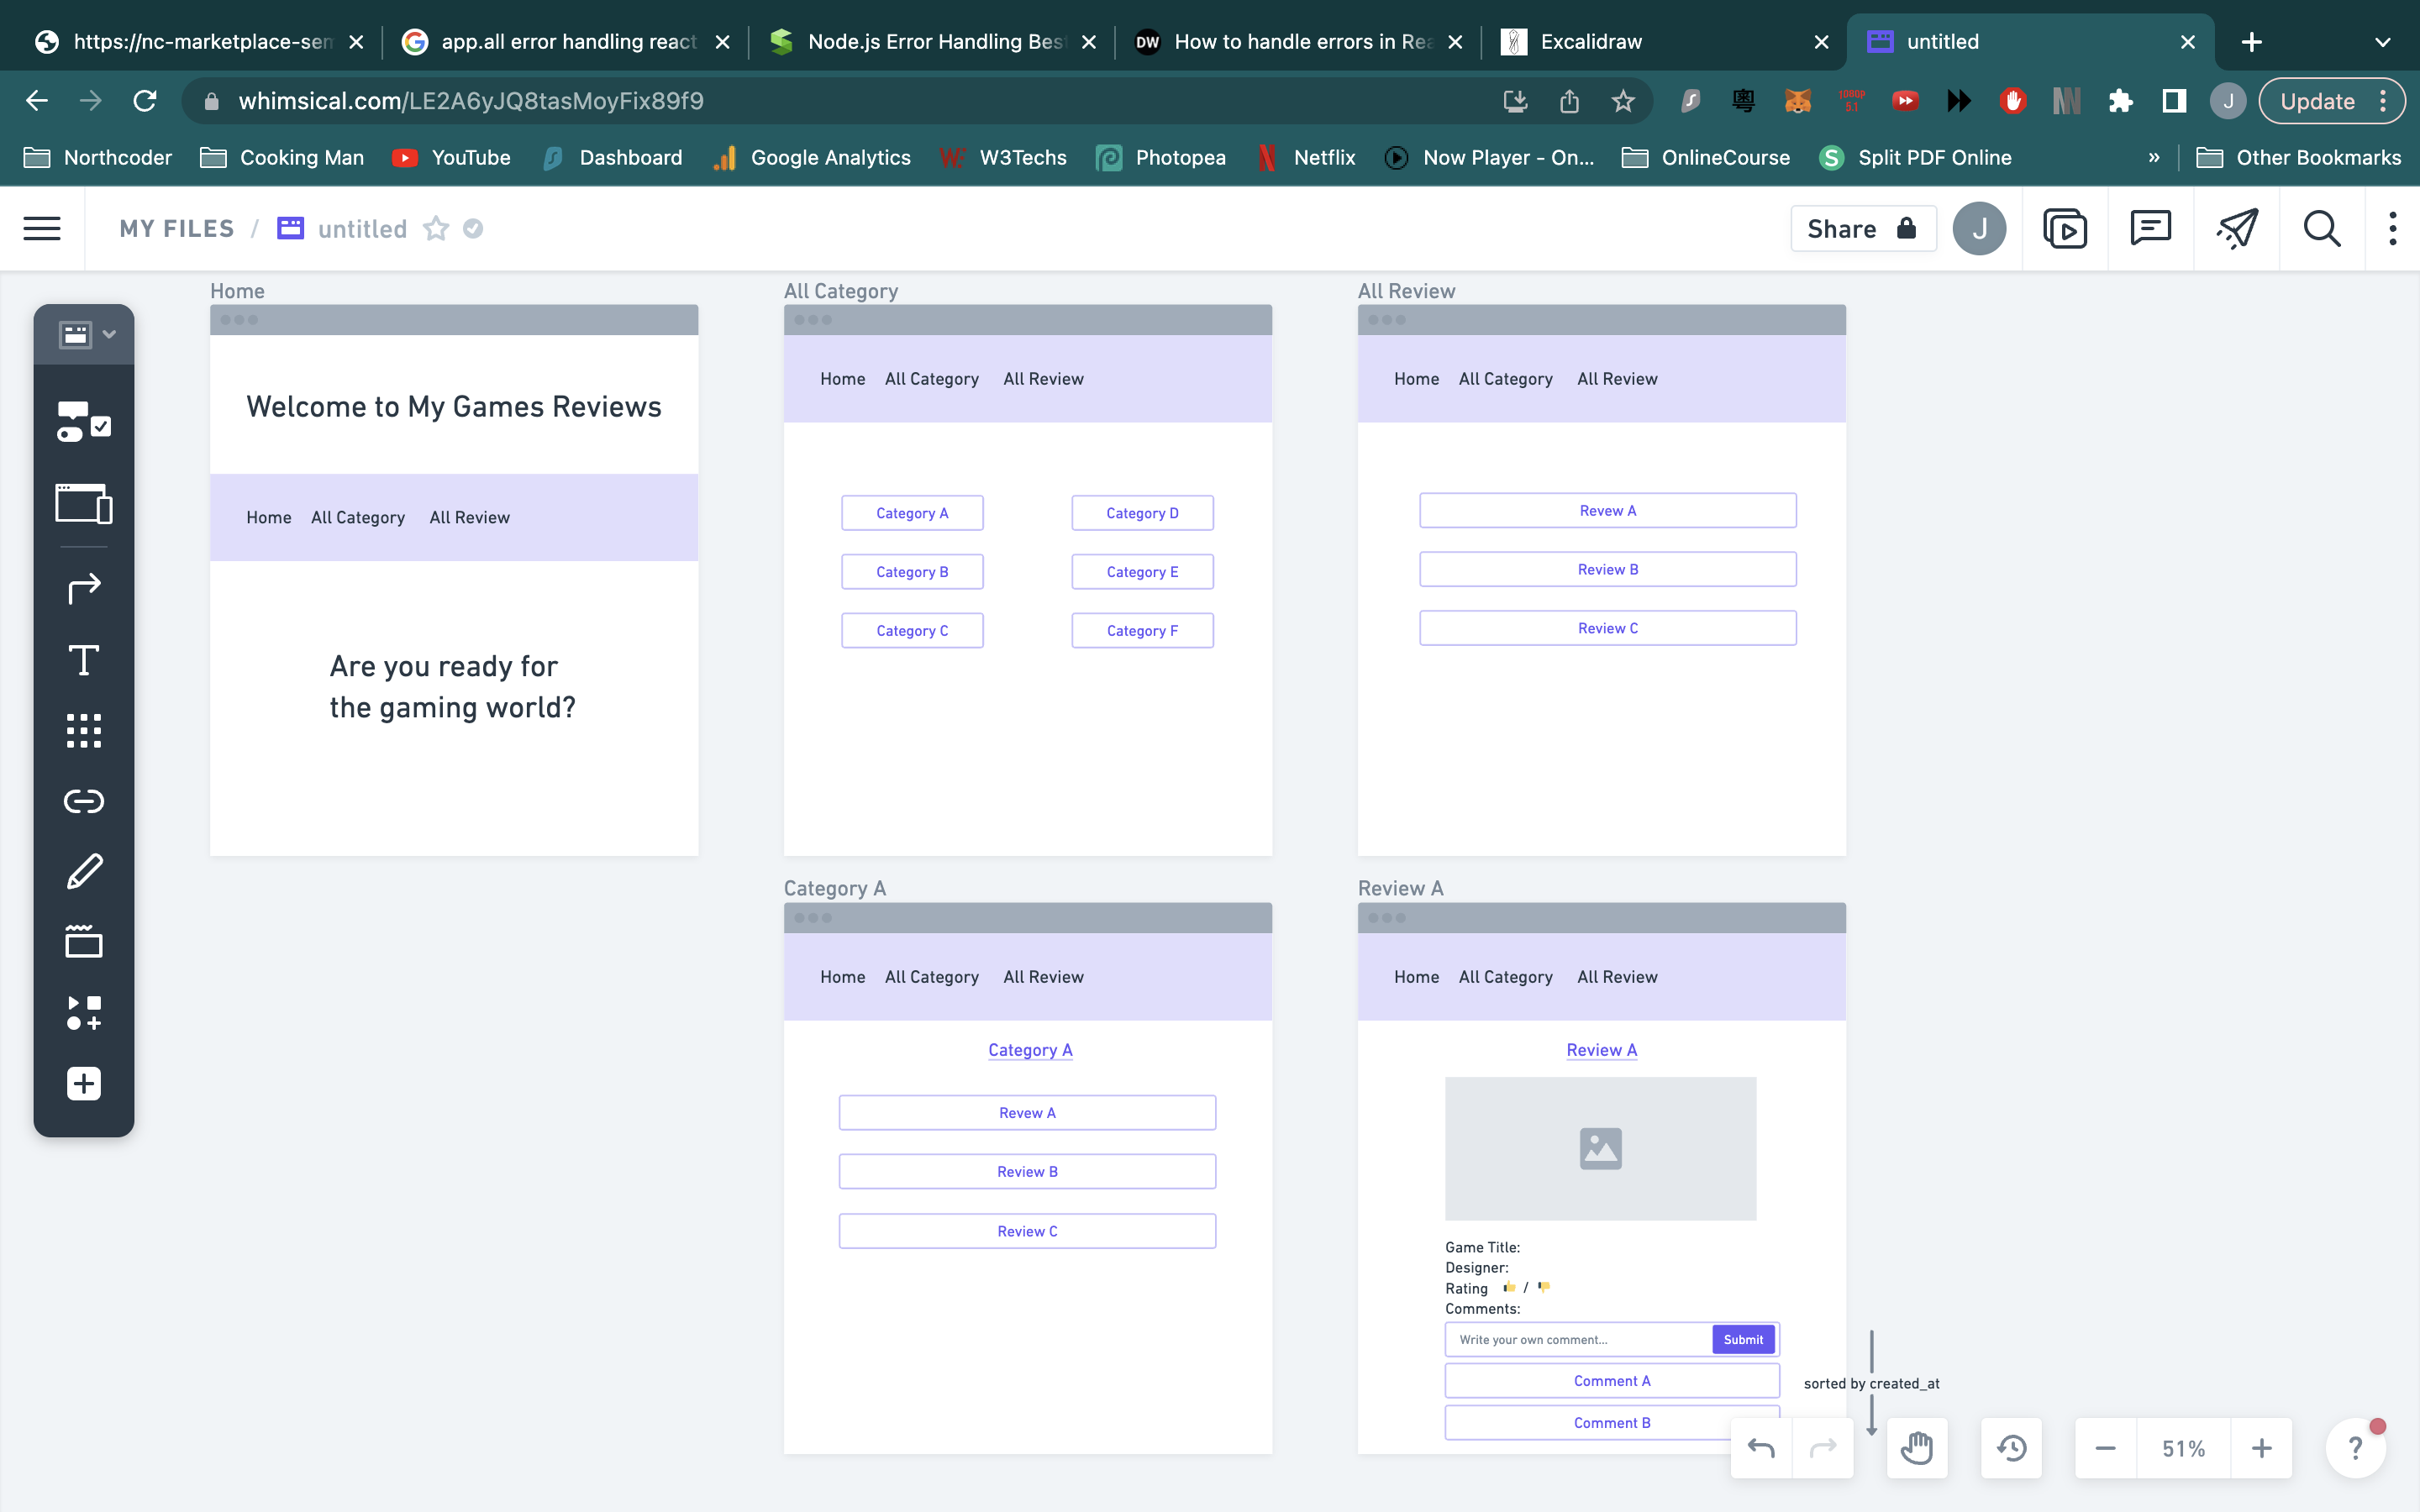 https://nc-marketplace-sem
app.all error handling react
Node.js Error Handling Bes
DW How to handle errors in Rea
Excalidraw
untitled
whimsical.com/LE2A6yJQ8tasMoyFix89f9
1080P
5.1
J
Update
Northcoder
Cooking Man
YouTube
Dashboard
Google Analytics
W3Techs
Photopea
Netflix
Now Player - On...
OnlineCourse
S Split PDF Online
»
Other Bookmarks
MY FILES / untitled
Share
J
Home
Welcome to My Games Reviews
Home All Category All Review
Are you ready for
the gaming world?
All Category
Home All Category All Review
Category A
Category D
Category B
Category E
Category C
Category F
All Review
Home All Category All Review
Revew A
Review B
Review C
Category A
Home All Category All Review
Category A
Revew A
Review B
Review C
Review A
Home All Category All Review
Review A
Game Title:
Designer:
Rating 👍 / 👎
Comments:
Write your own comment...
Submit
Comment A
Comment B
sorted by created_at
51%
?